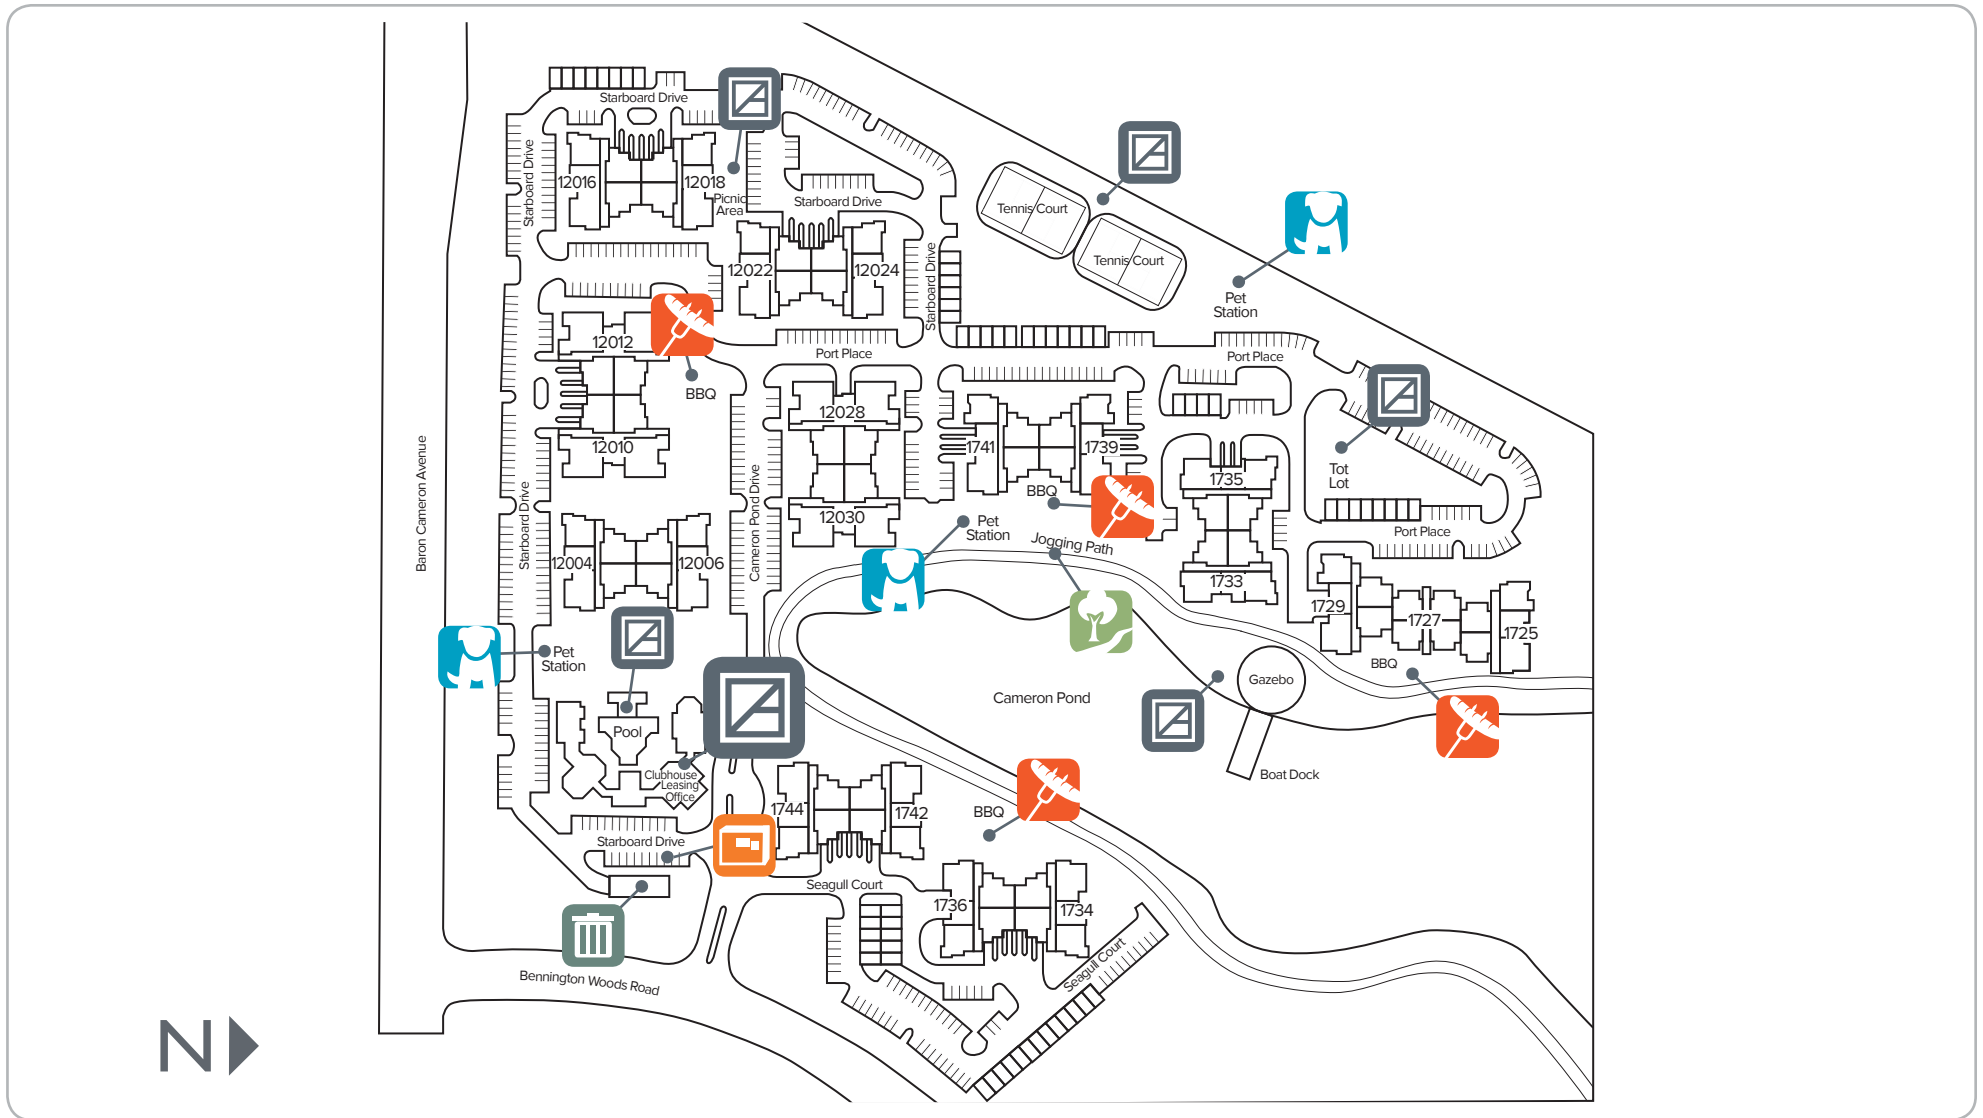 Starboard Drive
Starboard Drive
12016
12018
Picnic
Area
Starboard Drive
Tennis Court
Tennis Court
12022
12024
Starboard Drive
Pet
Station
12012
BBQ
Port Place
Port Place
12028
12010
12030
1741
1739
BBQ
1735
1733
Tot
Lot
Port Place
Baron Cameron Avenue
Starboard Drive
Cameron Pond Drive
12004
12006
Pet
Station
Jogging Path
1729
1727
1725
BBQ
Pet
Station
Pool
Clubhouse
Leasing
Office
Cameron Pond
Gazebo
Boat Dock
1744
1742
BBQ
Starboard Drive
Seagull Court
1736
1734
Seagull Court
Bennington Woods Road
N